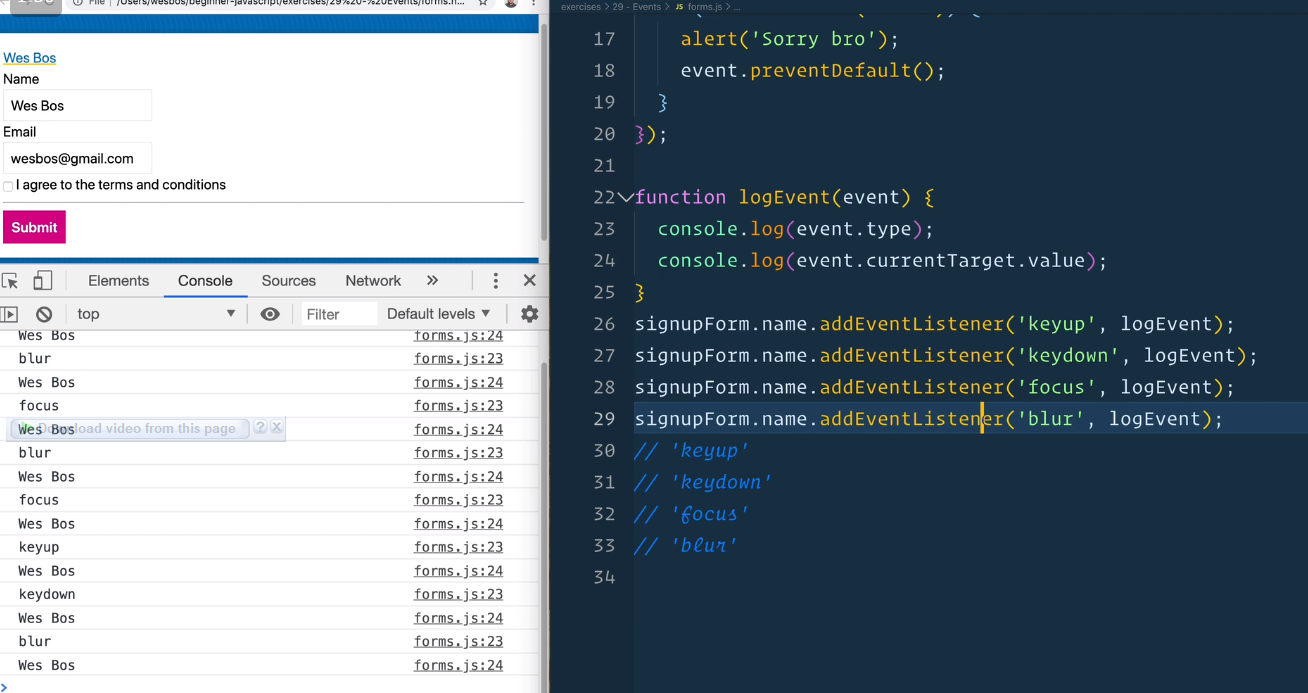 File /Users/wesbos/beginner-javascript/exercises/29%20-%20Events/forms.h...
Wes Bos
Name
Wes Bos
Email
wesbos@gmail.com
I agree to the terms and conditions
Submit
Elements Console Sources Network »
top Filter Default levels
Wes Bos forms.js:24
blur forms.js:23
Wes Bos forms.js:24
focus forms.js:23
Wes Bos forms.js:24
Download video from this page ?
blur forms.js:23
Wes Bos forms.js:24
focus forms.js:23
Wes Bos forms.js:24
keyup forms.js:23
Wes Bos forms.js:24
keydown forms.js:23
Wes Bos forms.js:24
blur forms.js:23
Wes Bos forms.js:24
>
exercises > 29 - Events > JS forms.js > ...
17 alert('Sorry bro');
18 event.preventDefault();
19 }
20 });
21
22 function logEvent(event) {
23 console.log(event.type);
24 console.log(event.currentTarget.value);
25 }
26 signupForm.name.addEventListener('keyup', logEvent);
27 signupForm.name.addEventListener('keydown', logEvent);
28 signupForm.name.addEventListener('focus', logEvent);
29 signupForm.name.addEventListener('blur', logEvent);
30 // 'keyup'
31 // 'keydown'
32 // 'focus'
33 // 'blur'
34